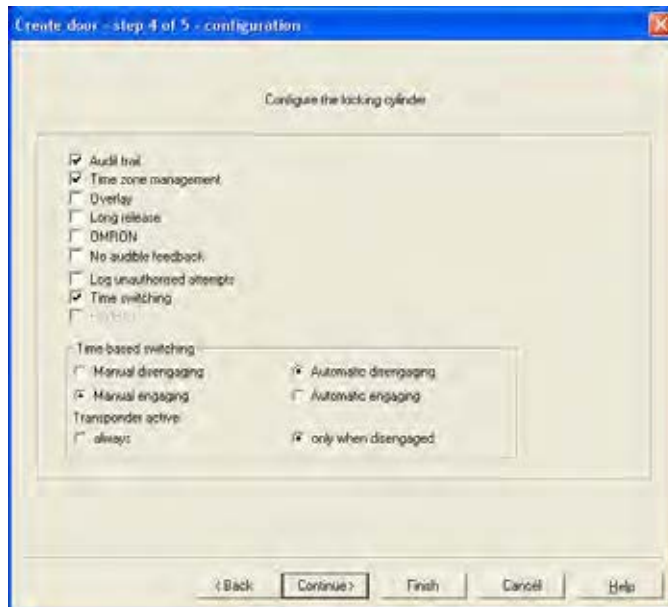 Create door - step 4 of 5 - configuration
Configure the locking cylinder
Audit trail
Time zone management
Overlay
Long release
OMRON
No audible feedback
Log unauthorised attempts
Time switching
Time based switching
Manual disengaging Automatic disengaging
Manual engaging Automatic engaging
Transponder active:
always only when disengaged
< Back Continue > Finish Cancel Help